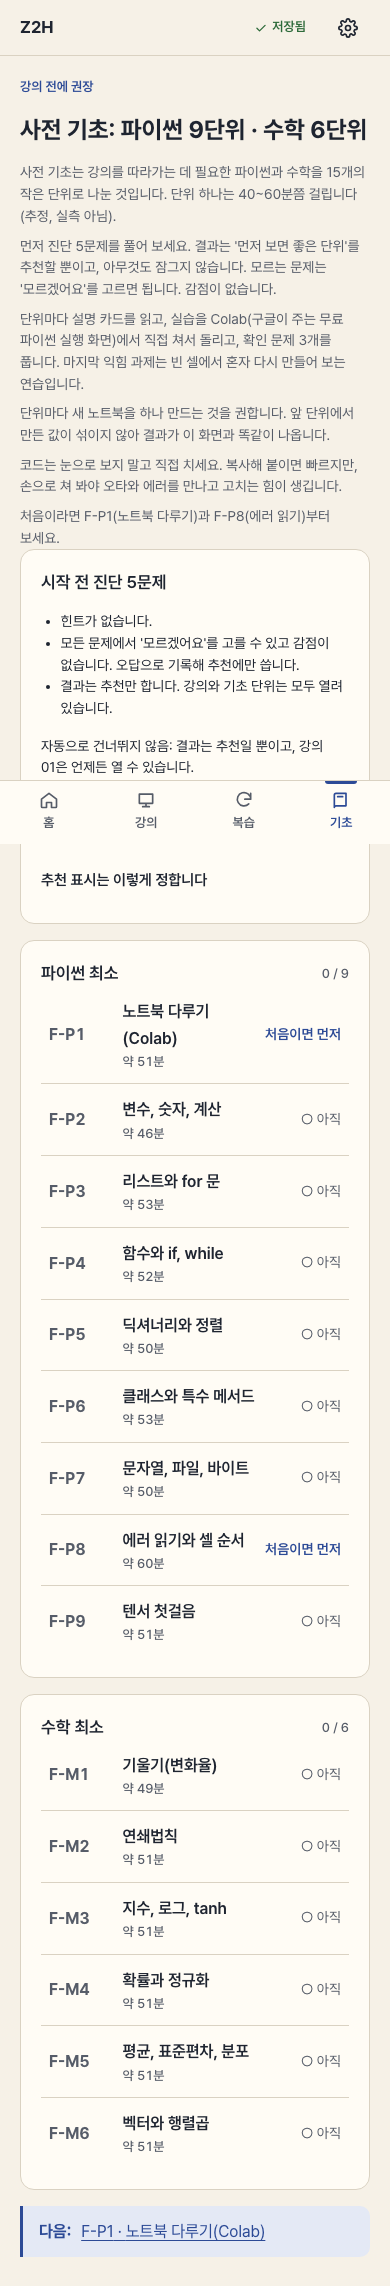 Z2H
저장됨
강의 전에 권장
사전 기초: 파이썬 9단위 · 수학 6단위
사전 기초는 강의를 따라가는 데 필요한 파이썬과 수학을 15개의
작은 단위로 나눈 것입니다. 단위 하나는 40~60분쯤 걸립니다
(추정, 실측 아님).
먼저 진단 5문제를 풀어 보세요. 결과는 '먼저 보면 좋은 단위'를
추천할 뿐이고, 아무것도 잠그지 않습니다. 모르는 문제는
'모르겠어요'를 고르면 됩니다. 감점이 없습니다.
단위마다 설명 카드를 읽고, 실습을 Colab(구글이 주는 무료
파이썬 실행 화면)에서 직접 쳐서 돌리고, 확인 문제 3개를
풉니다. 마지막 익힘 과제는 빈 셀에서 혼자 다시 만들어 보는
연습입니다.
단위마다 새 노트북을 하나 만드는 것을 권합니다. 앞 단위에서
만든 값이 섞이지 않아 결과가 이 화면과 똑같이 나옵니다.
코드는 눈으로 보지 말고 직접 치세요. 복사해 붙이면 빠르지만,
손으로 쳐 봐야 오타와 에러를 만나고 고치는 힘이 생깁니다.
처음이라면 F-P1(노트북 다루기)과 F-P8(에러 읽기)부터
보세요.
시작 전 진단 5문제
• 힌트가 없습니다.
• 모든 문제에서 '모르겠어요'를 고를 수 있고 감점이
없습니다. 오답으로 기록해 추천에만 씁니다.
• 결과는 추천만 합니다. 강의와 기초 단위는 모두 열려
있습니다.
자동으로 건너뛰지 않음: 결과는 추천일 뿐이고, 강의
01은 언제든 열 수 있습니다.
홈 강의 복습 기초
추천 표시는 이렇게 정합니다
파이썬 최소 0 / 9
F-P1 노트북 다루기
(Colab) 처음이면 먼저
약 51분
F-P2 변수, 숫자, 계산 아직
약 46분
F-P3 리스트와 for 문 아직
약 53분
F-P4 함수와 if, while 아직
약 52분
F-P5 딕셔너리와 정렬 아직
약 50분
F-P6 클래스와 특수 메서드 아직
약 53분
F-P7 문자열, 파일, 바이트 아직
약 50분
F-P8 에러 읽기와 셀 순서 처음이면 먼저
약 60분
F-P9 텐서 첫걸음 아직
약 51분
수학 최소 0 / 6
F-M1 기울기(변화율) 아직
약 49분
F-M2 연쇄법칙 아직
약 51분
F-M3 지수, 로그, tanh 아직
약 51분
F-M4 확률과 정규화 아직
약 51분
F-M5 평균, 표준편차, 분포 아직
약 51분
F-M6 벡터와 행렬곱 아직
약 51분
다음: F-P1 · 노트북 다루기(Colab)